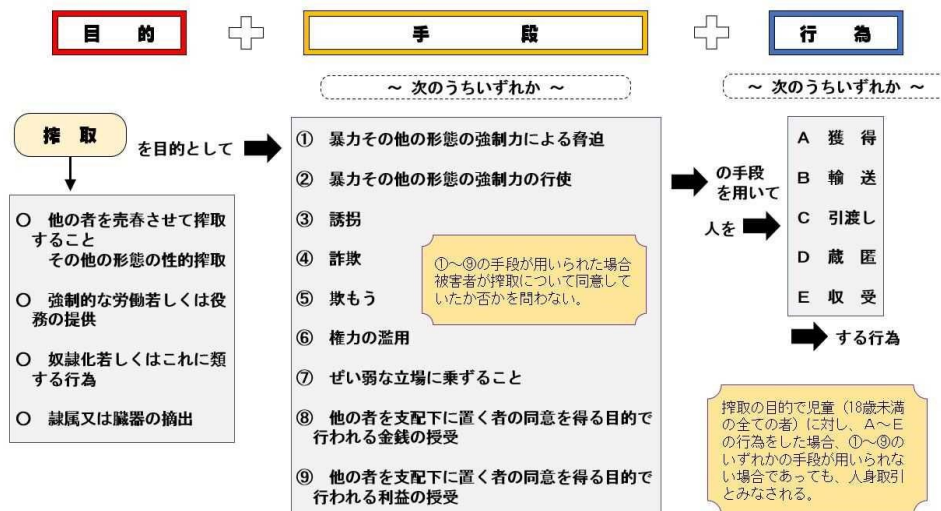 目 的
手 段
行 為
～ 次のうちいずれか ～
～ 次のうちいずれか ～
搾 取
を目的として
○ 他の者を売春させて搾取
すること
その他の形態の性的搾取
○ 強制的な労働若しくは役
務の提供
○ 奴隷化若しくはこれに類
する行為
○ 隷属又は臓器の摘出
① 暴力その他の形態の強制力による脅迫
② 暴力その他の形態の強制力の行使
③ 誘拐
④ 詐欺
⑤ 欺もう
⑥ 権力の濫用
⑦ ぜい弱な立場に乗ずること
⑧ 他の者を支配下に置く者の同意を得る目的で
行われる金銭の授受
⑨ 他の者を支配下に置く者の同意を得る目的で
行われる利益の授受
①～⑨の手段が用いられた場合
被害者が搾取について同意して
いたか否かを問わない。
の手段
を用いて
人を
A 獲 得
B 輸 送
C 引渡し
D 蔵 匿
E 収 受
する行為
搾取の目的で児童（18歳未満
の全ての者）に対し、A～E
の行為をした場合、①～⑨の
いずれかの手段が用いられな
い場合であっても、人身取引
とみなされる。